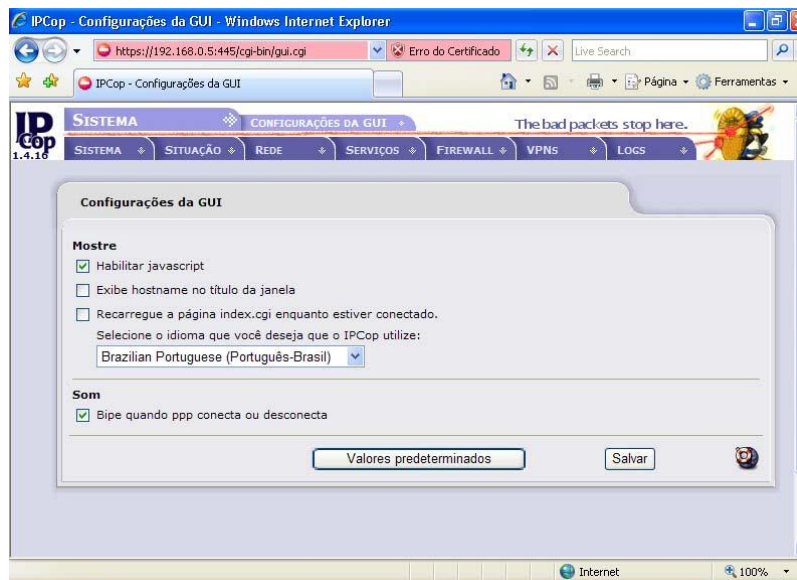 IPCop - Configurações da GUI - Windows Internet Explorer
https://192.168.0.5:445/cgi-bin/gui.cgi
Erro do Certificado
Live Search
IPCop - Configurações da GUI
Página
Ferramentas
IP
Cop
1.4.16
SISTEMA
CONFIGURAÇÕES DA GUI
The bad packets stop here.
SISTEMA SITUAÇÃO REDE SERVIÇOS FIREWALL VPNS LOGS
Configurações da GUI
Mostre
Habilitar javascript
Exibe hostname no título da janela
Recarregue a página index.cgi enquanto estiver conectado.
Selecione o idioma que você deseja que o IPCop utilize:
Brazilian Portuguese (Português-Brasil)
Som
Bipe quando ppp conecta ou desconecta
Valores predeterminados
Salvar
Internet
100%